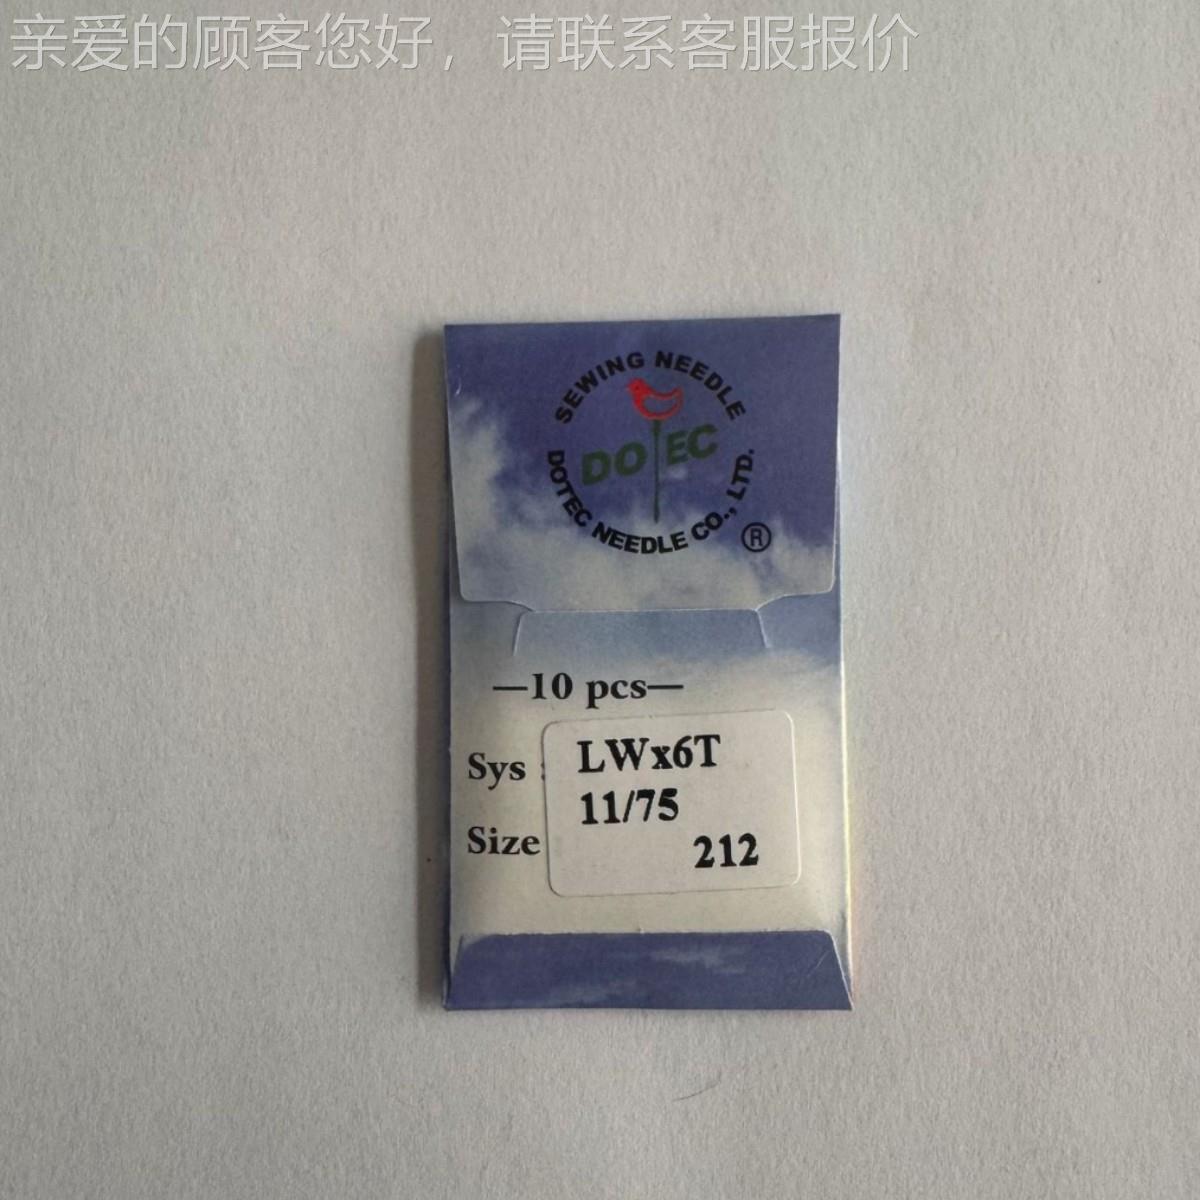 亲爱的顾客您好，请联系客服报价
SEWING NEEDLE
DOTEC
DOTEC NEEDLE CO., LTD.
®
—10 pcs—
Sys : LWx6T
11/75
Size
212